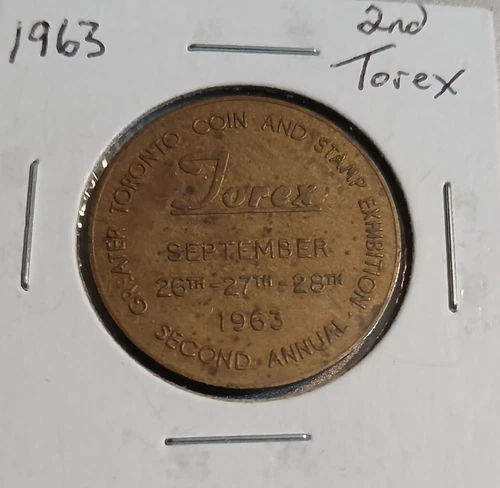 1963
2nd
Torex
GREATER TORONTO COIN AND STAMP EXHIBITION
Torex
SEPTEMBER
26TH-27TH-28TH
1963
· SECOND ANNUAL ·